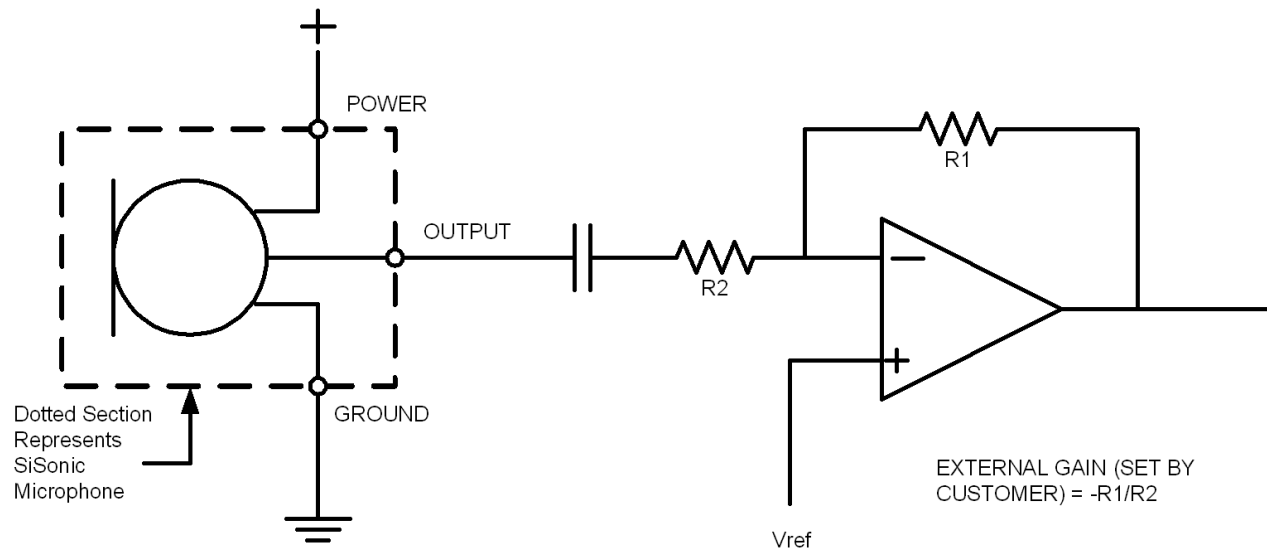 POWER
R1
OUTPUT
R2
GROUND
Dotted Section
Represents
SiSonic
Microphone
EXTERNAL GAIN (SET BY
CUSTOMER) = -R1/R2
Vref